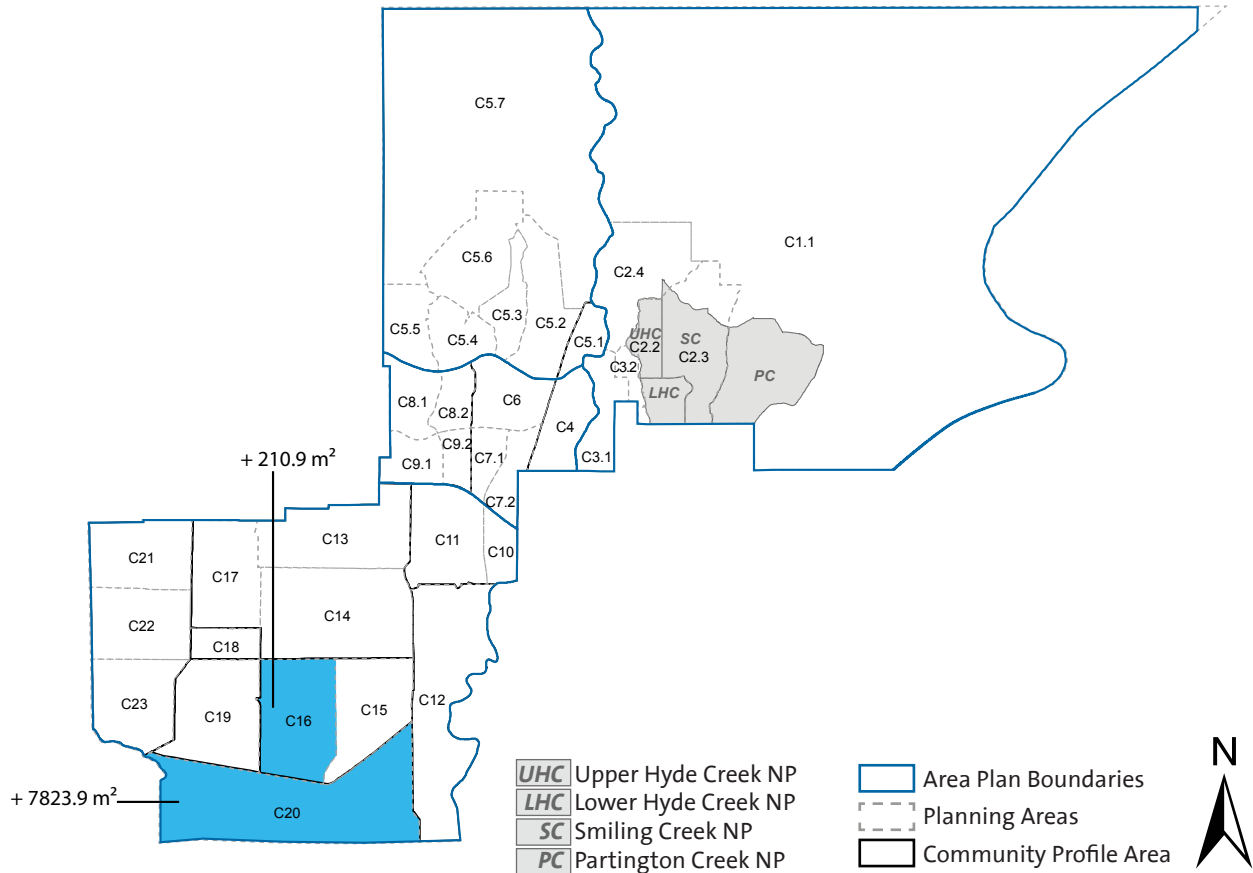 C5.7
C1.1
C5.6
C2.4
C5.3
C5.2
C5.5
C5.4
C5.1
UHC
C2.2
SC
C2.3
C3.2
PC
LHC
C8.1
C8.2
C6
C4
C9.2
C9.1
C7.1
C3.1
+ 210.9 m²
C7.2
C13
C11
C10
C21
C17
C14
C22
C18
C23
C19
C16
C15
C12
+ 7823.9 m²
C20
UHC Upper Hyde Creek NP
LHC Lower Hyde Creek NP
SC Smiling Creek NP
PC Partington Creek NP
Area Plan Boundaries
Planning Areas
Community Profile Area
N